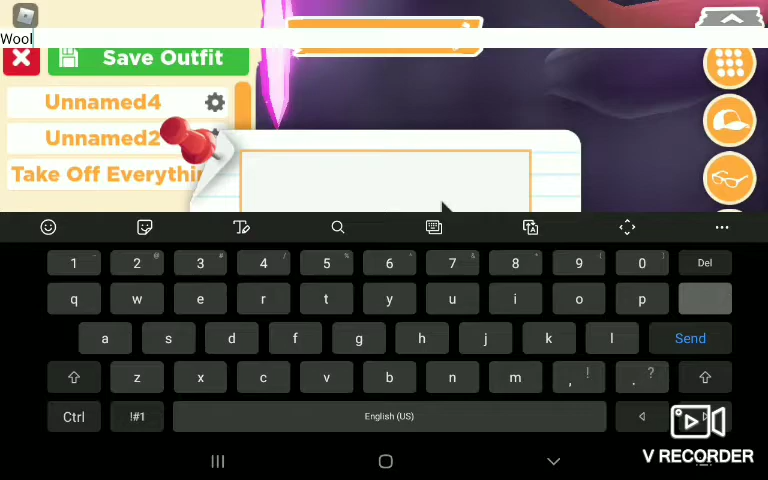 Wool
Save Outfit
Unnamed4
Unnamed2
Take Off Everythin
1 2 3 4 5 6 7 8 9 0 Del
q w e r t y u i o p
a s d f g h j k l Send
z x c v b n m , ! . ?
Ctrl !#1 English (US)
V RECORDER